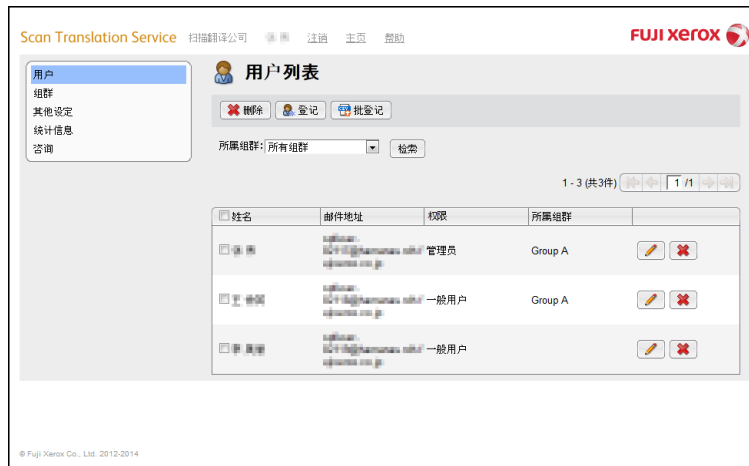 Scan Translation Service 扫描翻译公司 注销 主页 帮助
FUJI xerox
用户
组群
其他设定
统计信息
咨询
用户列表
删除 登记 批登记
所属组群: 所有组群 检索
1 - 3 (共3件) 1 /1
姓名 邮件地址 权限 所属组群
管理员 Group A
一般用户 Group A
一般用户
© Fuji Xerox Co., Ltd. 2012-2014